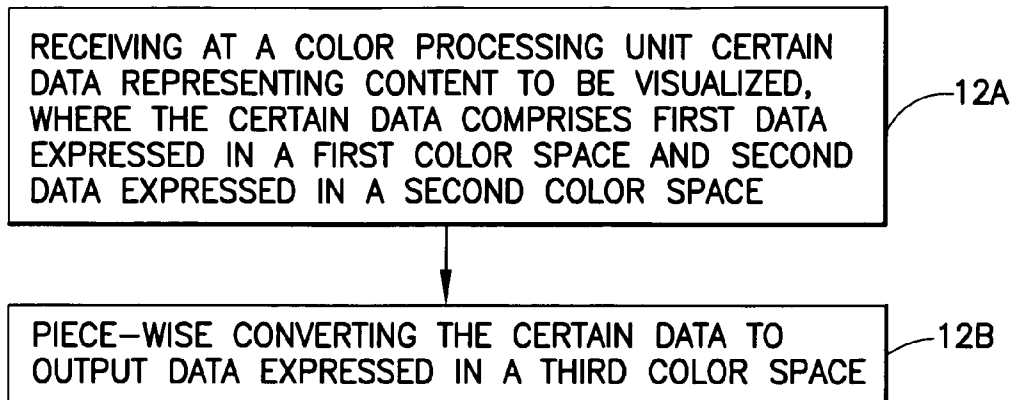 RECEIVING AT A COLOR PROCESSING UNIT CERTAIN
DATA REPRESENTING CONTENT TO BE VISUALIZED,
WHERE THE CERTAIN DATA COMPRISES FIRST DATA
EXPRESSED IN A FIRST COLOR SPACE AND SECOND
DATA EXPRESSED IN A SECOND COLOR SPACE
12A
PIECE-WISE CONVERTING THE CERTAIN DATA TO
OUTPUT DATA EXPRESSED IN A THIRD COLOR SPACE
12B